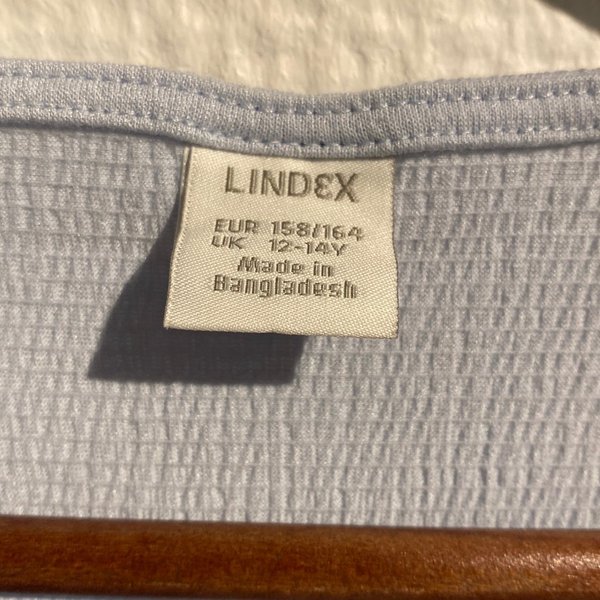 LINDEX
EUR 158/164
UK 12-14Y
Made in
Bangladesh